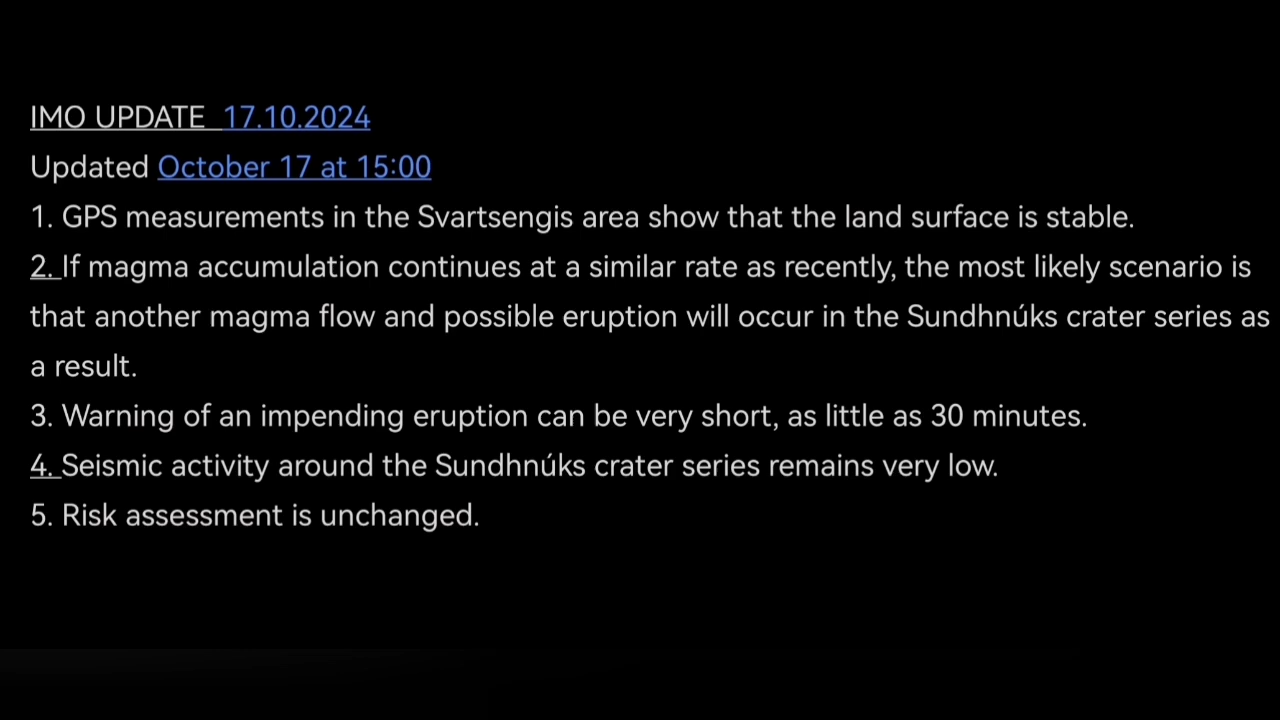 IMO UPDATE 17.10.2024
Updated October 17 at 15:00
1. GPS measurements in the Svartsengis area show that the land surface is stable.
2. If magma accumulation continues at a similar rate as recently, the most likely scenario is
that another magma flow and possible eruption will occur in the Sundhnúks crater series as
a result.
3. Warning of an impending eruption can be very short, as little as 30 minutes.
4. Seismic activity around the Sundhnúks crater series remains very low.
5. Risk assessment is unchanged.